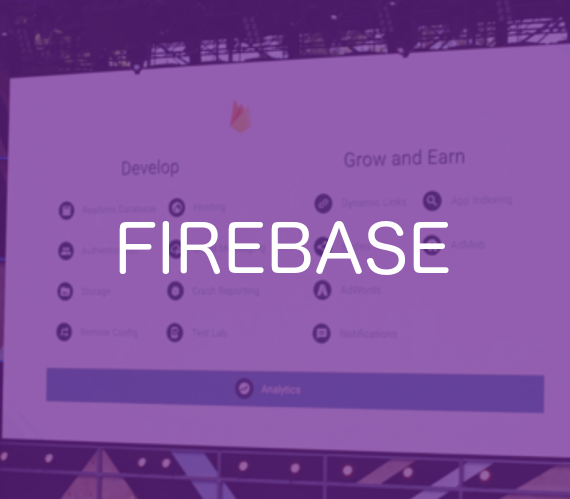 Develop
Grow and Earn
Realtime Database
Hosting
Dynamic Links
App Indexing
FIREBASE
AdMob
Storage
Crash Reporting
AdWords
Remote Config
Test Lab
Notifications
Analytics